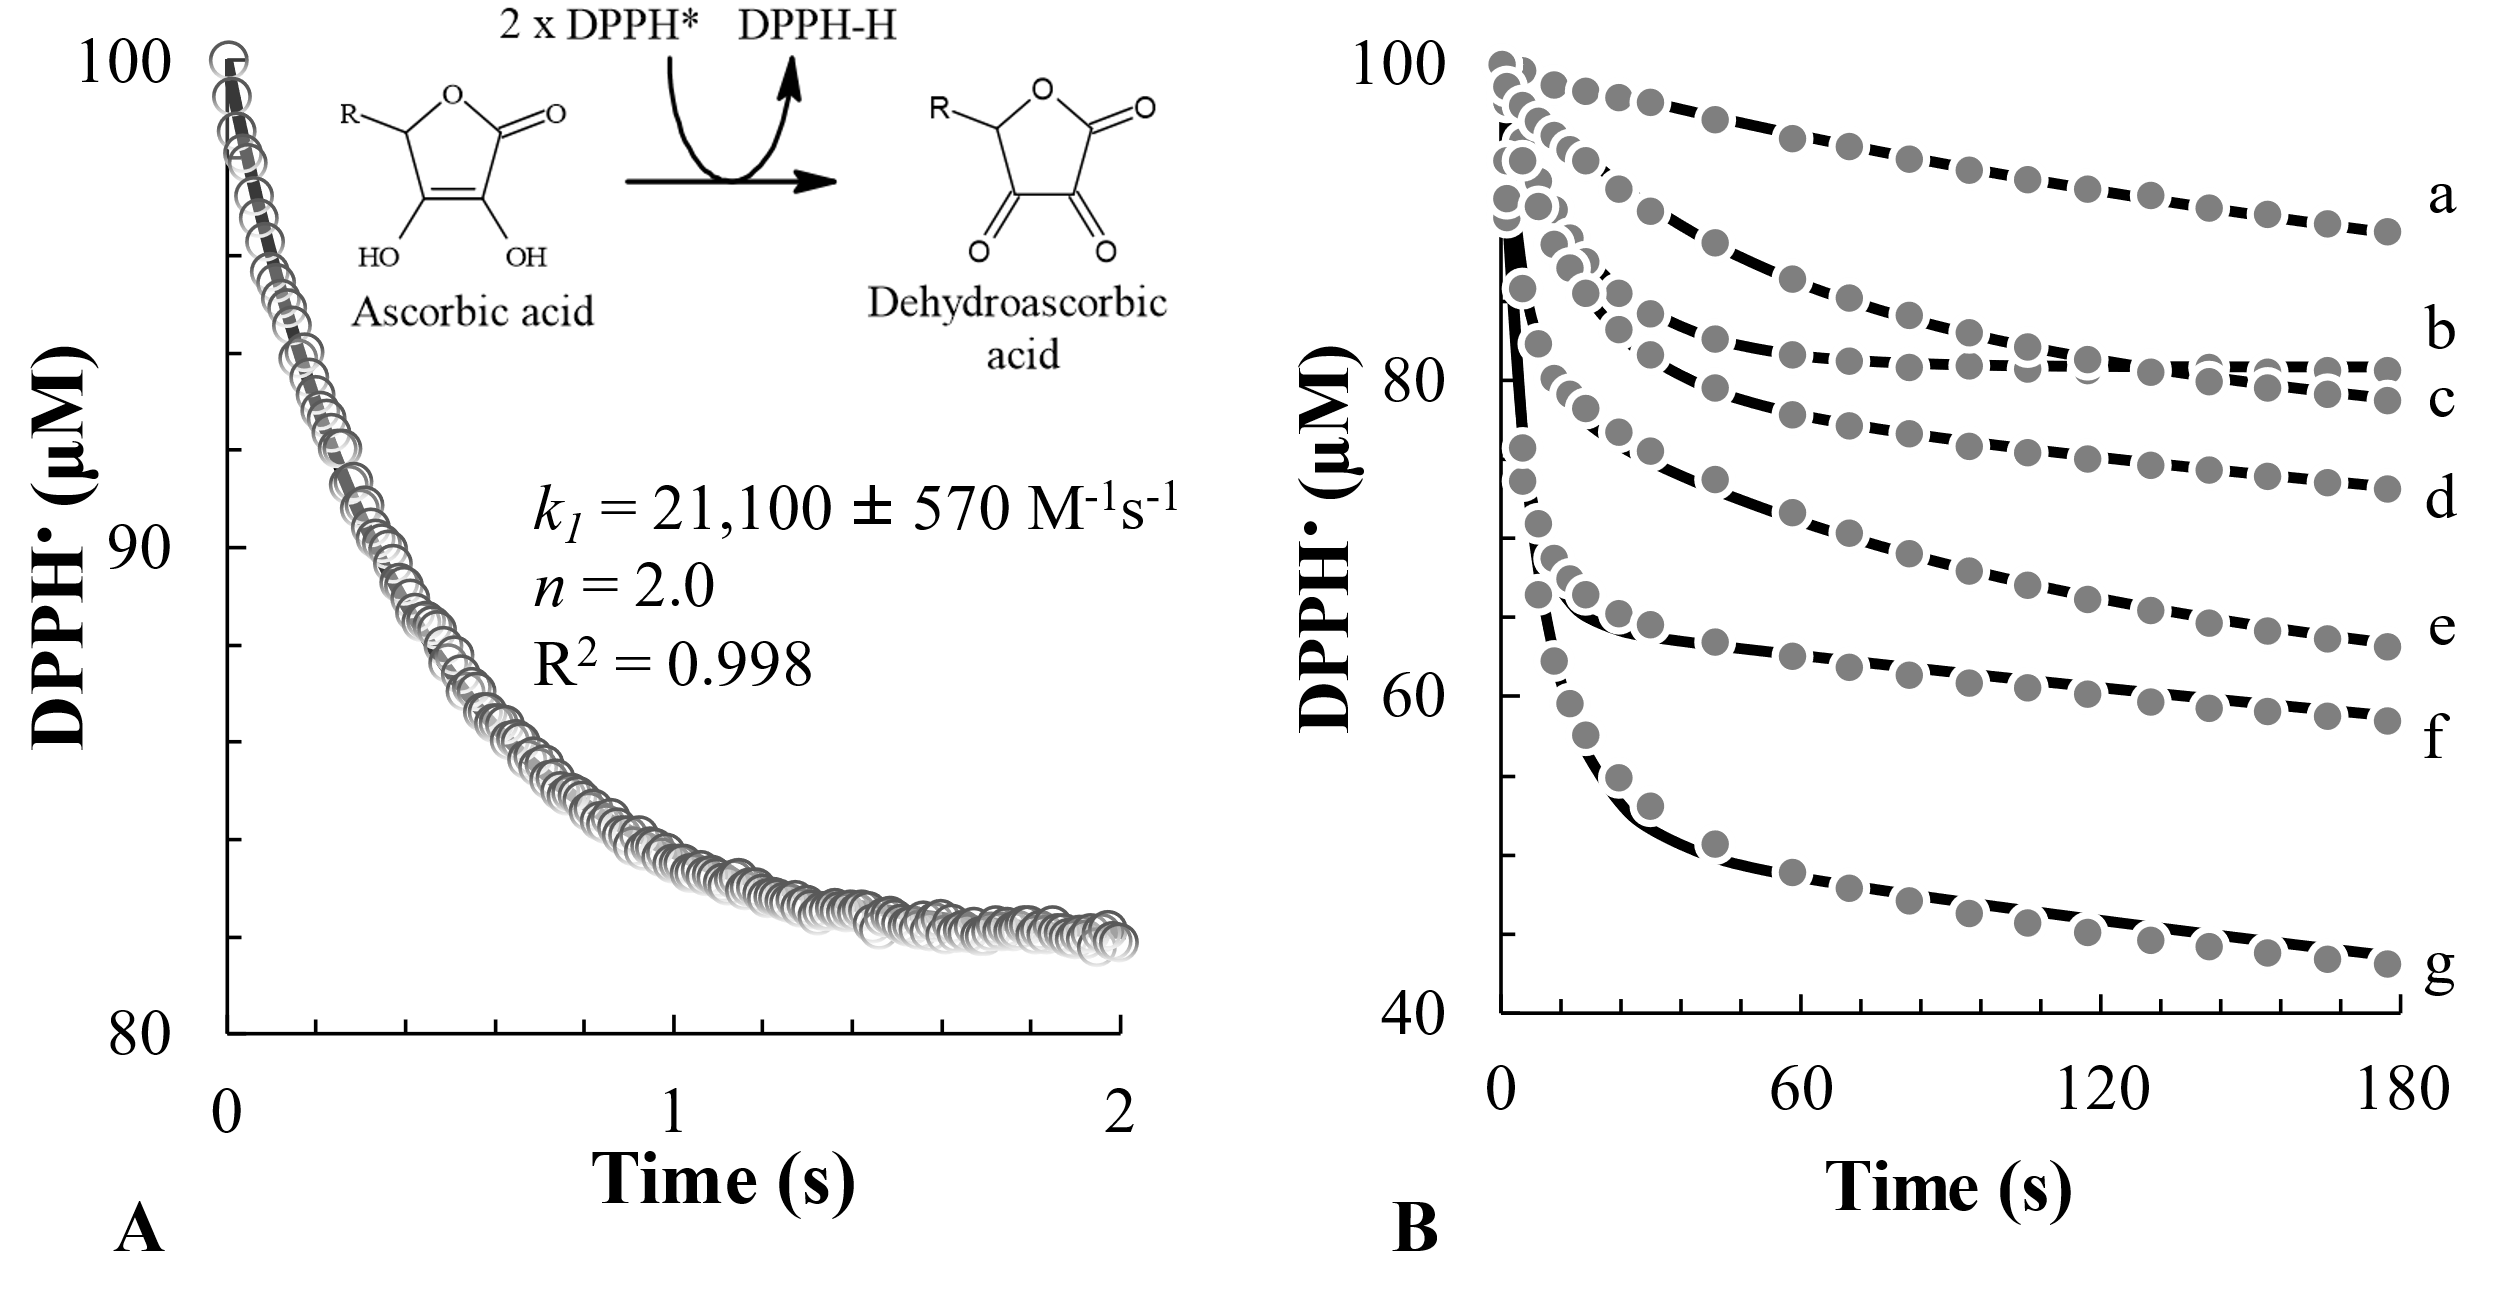 2 x DPPH* DPPH-H
R O O
HO OH
Ascorbic acid
R O O
O O
Dehydroascorbic
acid
k₁ = 21,100 ± 570 M⁻¹s⁻¹
n = 2.0
R² = 0.998
DPPH· (µM)
100
90
80
0 1 2
Time (s)
A
DPPH· (µM)
100
80
60
40
0 60 120 180
Time (s)
a
b
c
d
e
f
g
B